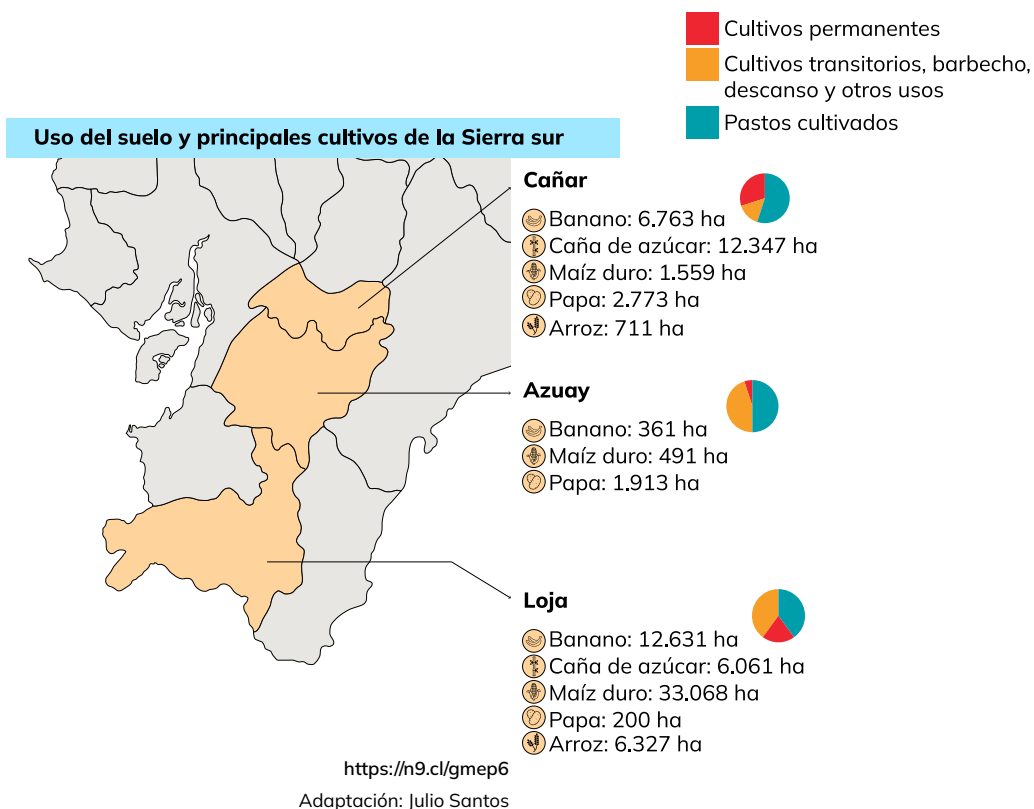 Cultivos permanentes
Cultivos transitorios, barbecho,
descanso y otros usos
Pastos cultivados
Uso del suelo y principales cultivos de la Sierra sur
Cañar
Banano: 6.763 ha
Caña de azúcar: 12.347 ha
Maíz duro: 1.559 ha
Papa: 2.773 ha
Arroz: 711 ha
Azuay
Banano: 361 ha
Maíz duro: 491 ha
Papa: 1.913 ha
Loja
Banano: 12.631 ha
Caña de azúcar: 6.061 ha
Maíz duro: 33.068 ha
Papa: 200 ha
Arroz: 6.327 ha
https://n9.cl/gmep6
Adaptación: Julio Santos